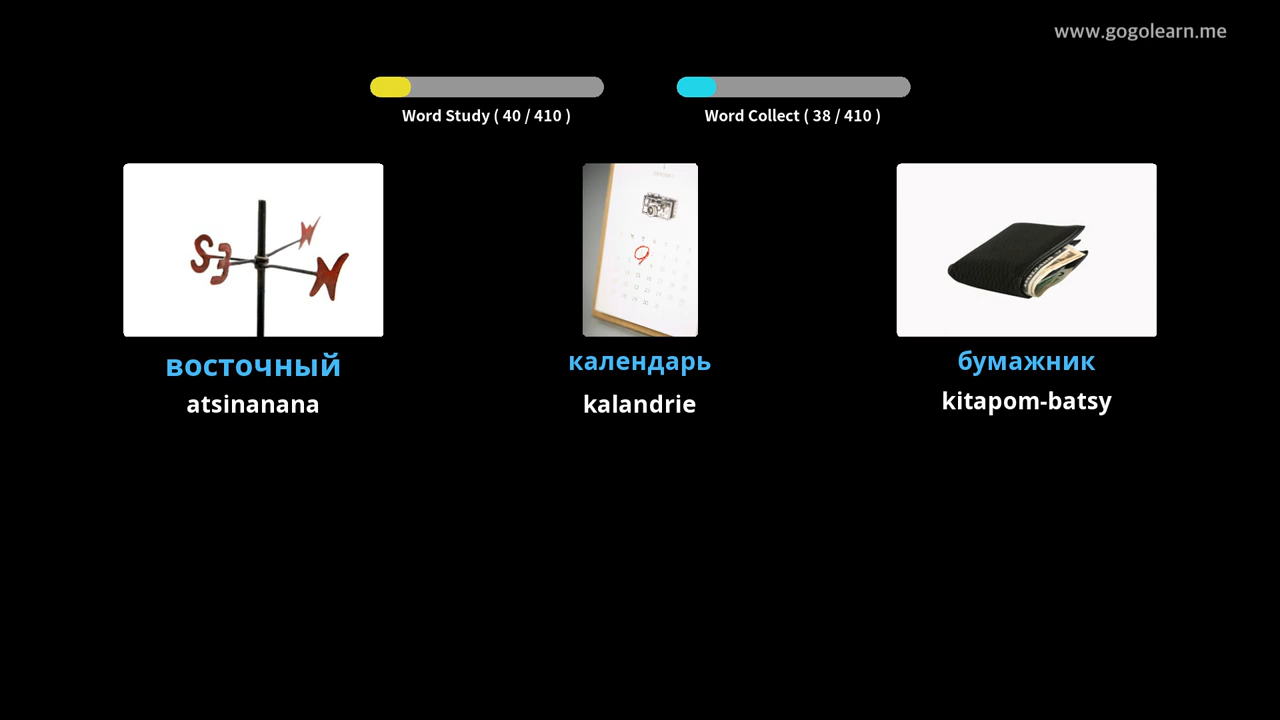 www.gogolearn.me
Word Study ( 40 / 410 )
Word Collect ( 38 / 410 )
восточный
календарь
бумажник
atsinanana
kalandrie
kitapom-batsy